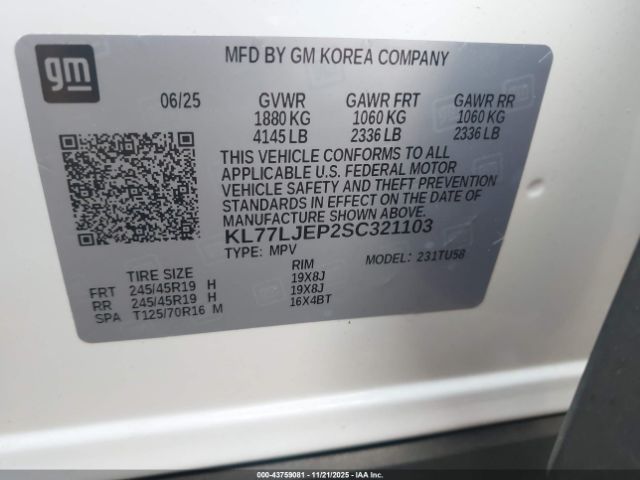 gm
MFD BY GM KOREA COMPANY
06/25 GVWR GAWR FRT GAWR RR
1880 KG 1060 KG 1060 KG
4145 LB 2336 LB 2336 LB
THIS VEHICLE CONFORMS TO ALL
APPLICABLE U.S. FEDERAL MOTOR
VEHICLE SAFETY AND THEFT PREVENTION
STANDARDS IN EFFECT ON THE DATE OF
MANUFACTURE SHOWN ABOVE.
KL77LJEP2SC321103
TYPE: MPV MODEL: 231TU58
TIRE SIZE RIM
FRT 245/45R19 H 19X8J
RR 245/45R19 H 19X8J
SPA T125/70R16 M 16X4BT
000-43759081 - 11/21/2025 - IAA Inc.